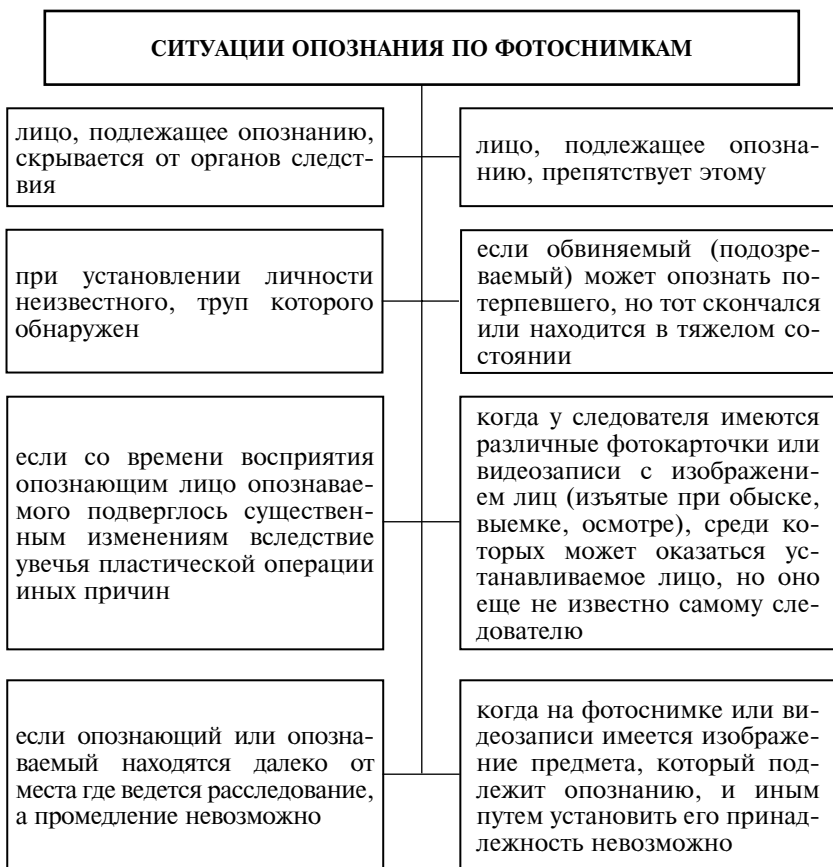 СИТУАЦИИ ОПОЗНАНИЯ ПО ФОТОСНИМКАМ
лицо, подлежащее опознанию,
скрывается от органов следст-
вия
лицо, подлежащее опозна-
нию, препятствует этому
при установлении личности
неизвестного, труп которого
обнаружен
если обвиняемый (подозре-
ваемый) может опознать по-
терпевшего, но тот скончался
или находится в тяжелом со-
стоянии
если со времени восприятия
опознающим лицо опознавае-
мого подверглось существен-
ным изменениям вследствие
увечья пластической операции
иных причин
когда у следователя имеются
различные фотокарточки или
видеозаписи с изображени-
ем лиц (изъятые при обыске,
выемке, осмотре), среди ко-
торых может оказаться ус-
танавливаемое лицо, но оно
еще не известно самому сле-
дователю
если опознающий или опозна-
ваемый находятся далеко от
места где ведется расследование,
а промедление невозможно
когда на фотоснимке или ви-
деозаписи имеется изображе-
ние предмета, который под-
лежит опознанию, и иным
путем установить его принад-
лежность невозможно